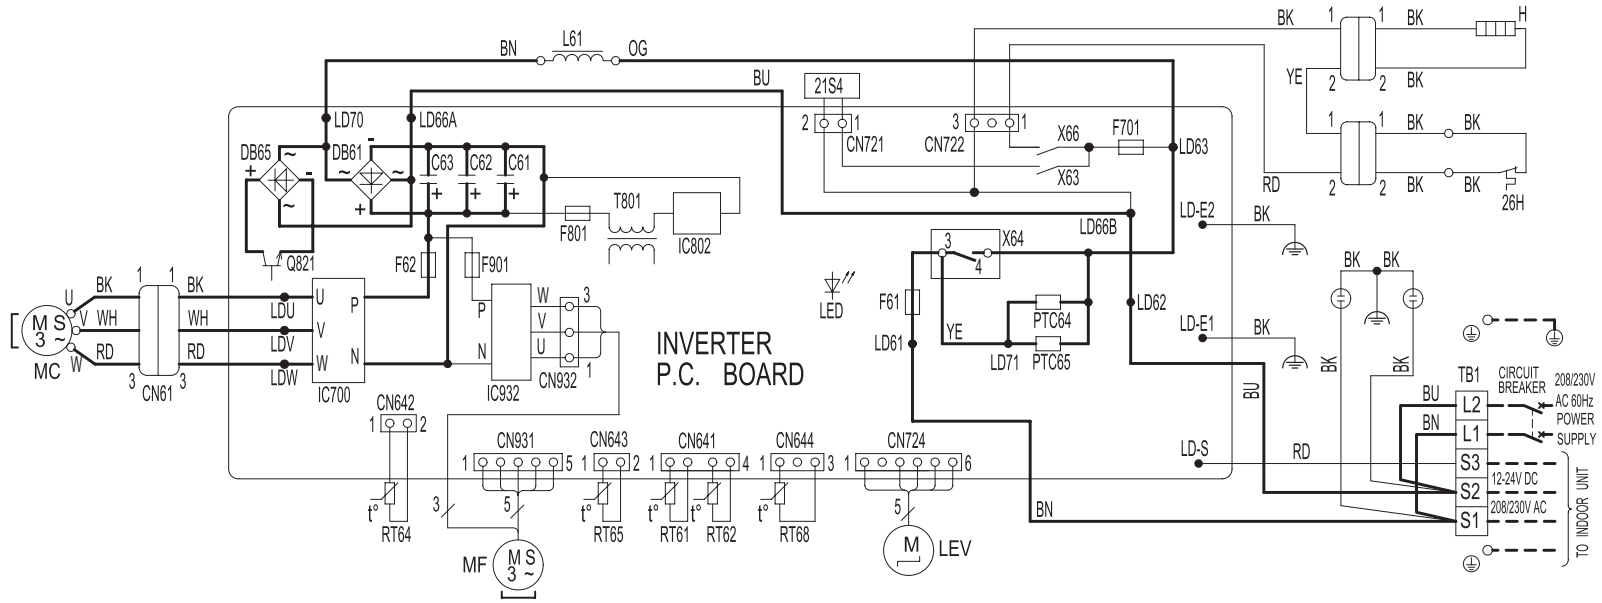 BN L61 OG
BU
BK 1 1 BK H
YE
2 2 BK
21S4
2 1 CN721
3 1 CN722
X66 F701
X63
LD63
1 1 BK BK
RD 2 2 BK BK 26H
LD70 LD66A
DB65 ~ DB61 - C63 C62 C61
+ - ~ ~
~ + + + +
T801
F801 IC802
LD66B
LD-E2 BK
Q821 F62 F901
3 X64
4
LED
F61
LD62
PTC64
YE
LD61 LD71 PTC65
LD-E1 BK
BK BK
BK BK
U BK 1 1 BK LDU U P
V WH WH LDV V
W RD 3 3 RD LDW W N
M S
3 ~
MC
CN61
IC700
P W 3
V
N U 1
IC932 CN932
INVERTER
P.C. BOARD
BU
TB1
CIRCUIT
BREAKER
208/230V
AC 60Hz
POWER
SUPPLY
BU L2
BN L1
LD-S RD S3
12-24V DC
S2
208/230V AC
BN S1
TO INDOOR UNIT
CN642
1 2
t°
RT64
3
CN931
1 5
5
MF
M S
3 ~
CN643
1 2
t°
RT65
CN641
1 4
t° t°
RT61 RT62
CN644
1 3
t°
RT68
CN724
1 6
5
M
LEV